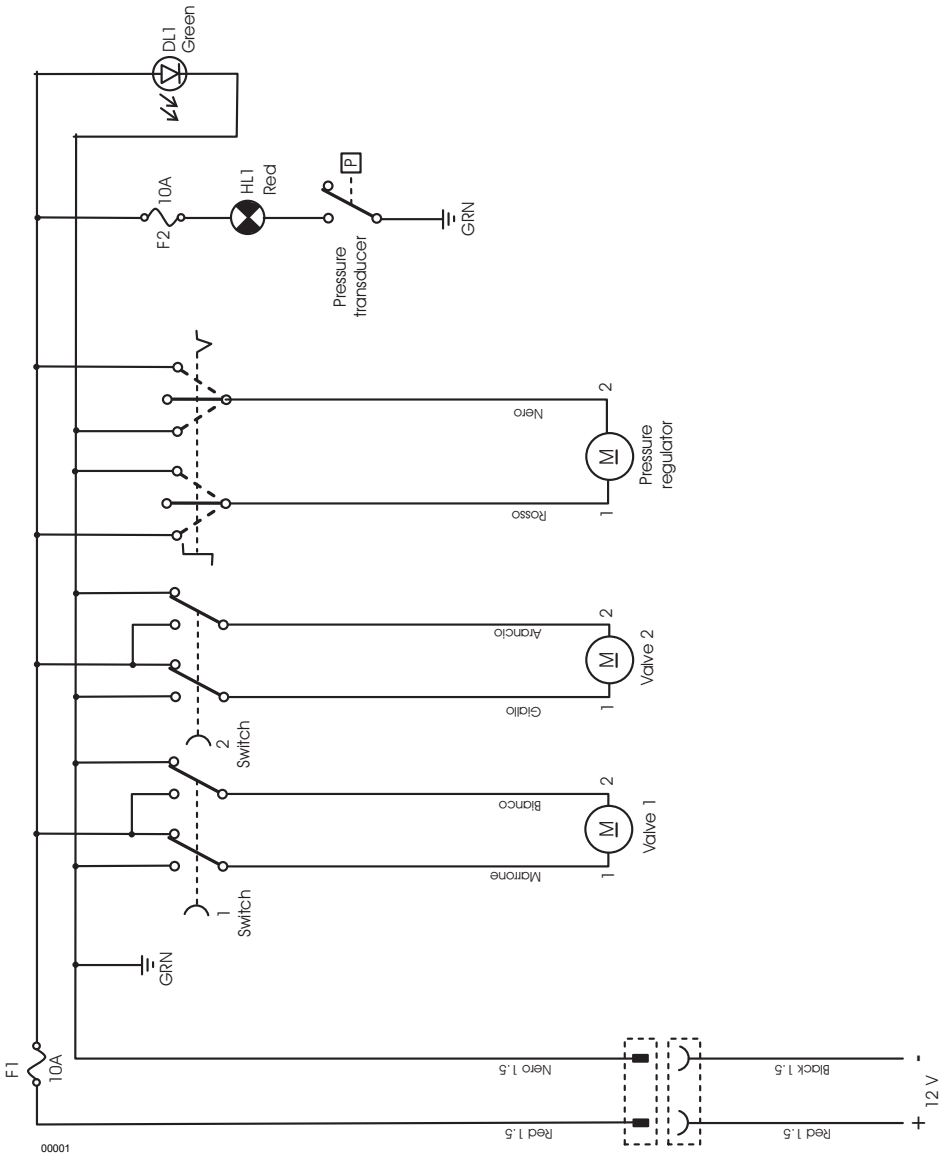 DL1
Green
P
10A
F2
HL1
Red
GRN
Pressure
transducer
Nero
2
M
Pressure
regulator
Rosso
1
Arancio
2
M
Valve 2
Giallo
1
2
Switch
Bianco
2
M
Valve 1
Marrone
1
1
Switch
GRN
F1
10A
Nero 1.5
Black 1.5
-
12 V
Red 1.5
Red 1.5
+
00001